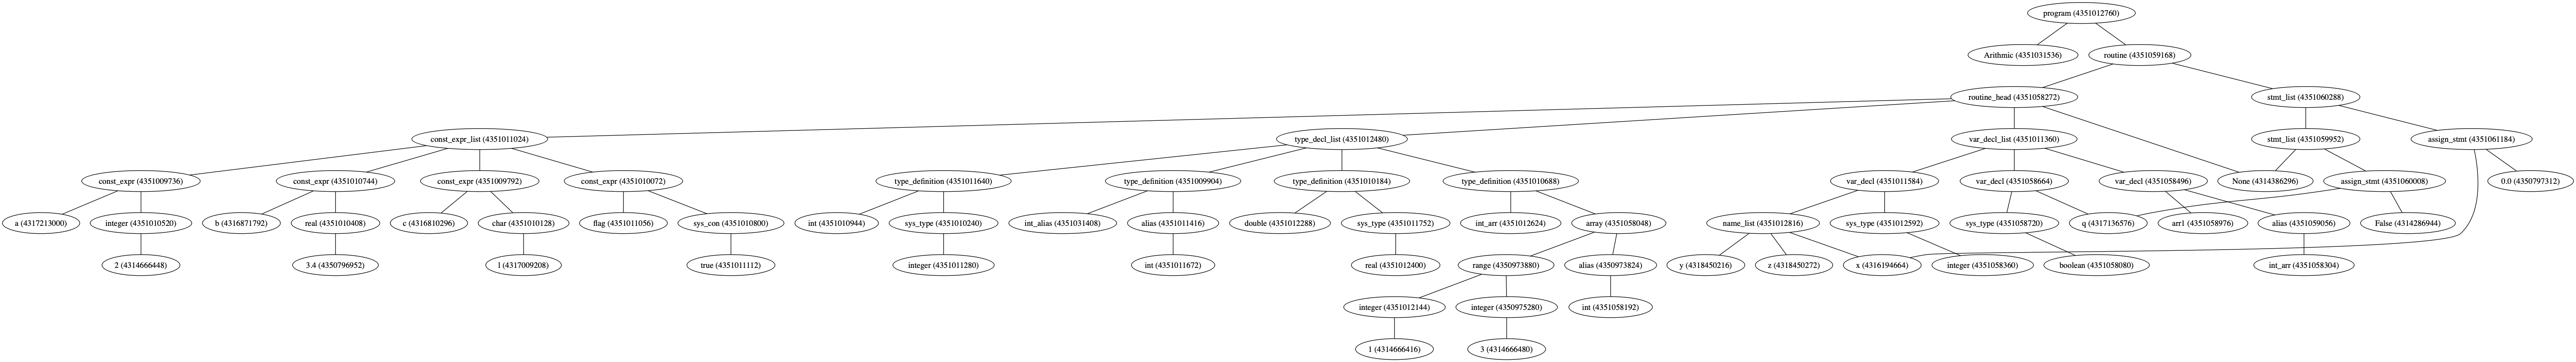 program (4351012760)
Arithmic (4351031536)
routine (4351059168)
routine_head (4351058272)
stmt_list (4351060288)
const_expr_list (4351011024)
type_decl_list (4351012480)
var_decl_list (4351011360)
stmt_list (4351059952)
assign_stmt (4351061184)
const_expr (4351009736)
const_expr (4351010744)
const_expr (4351009792)
const_expr (4351010072)
type_definition (4351011640)
type_definition (4351009904)
type_definition (4351010184)
type_definition (4351010688)
var_decl (4351011584)
var_decl (4351058664)
var_decl (4351058496)
None (4314386296)
assign_stmt (4351060008)
0.0 (4350797312)
a (4317213000)
integer (4351010520)
b (4316871792)
real (4351010408)
c (4316810296)
char (4351010128)
flag (4351011056)
sys_con (4351010800)
int (4351010944)
sys_type (4351010240)
int_alias (4351031408)
alias (4351011416)
double (4351012288)
sys_type (4351011752)
int_arr (4351012624)
array (4351058048)
name_list (4351012816)
sys_type (4351012592)
sys_type (4351058720)
q (4317136576)
arr1 (4351058976)
alias (4351059056)
False (4314286944)
2 (4314666448)
3.4 (4350796952)
l (4317009208)
true (4351011112)
integer (4351011280)
int (4351011672)
real (4351012400)
range (4350973880)
alias (4350973824)
y (4318450216)
z (4318450272)
x (4316194664)
integer (4351058360)
boolean (4351058080)
int_arr (4351058304)
integer (4351012144)
integer (4350975280)
int (4351058192)
1 (4314666416)
3 (4314666480)